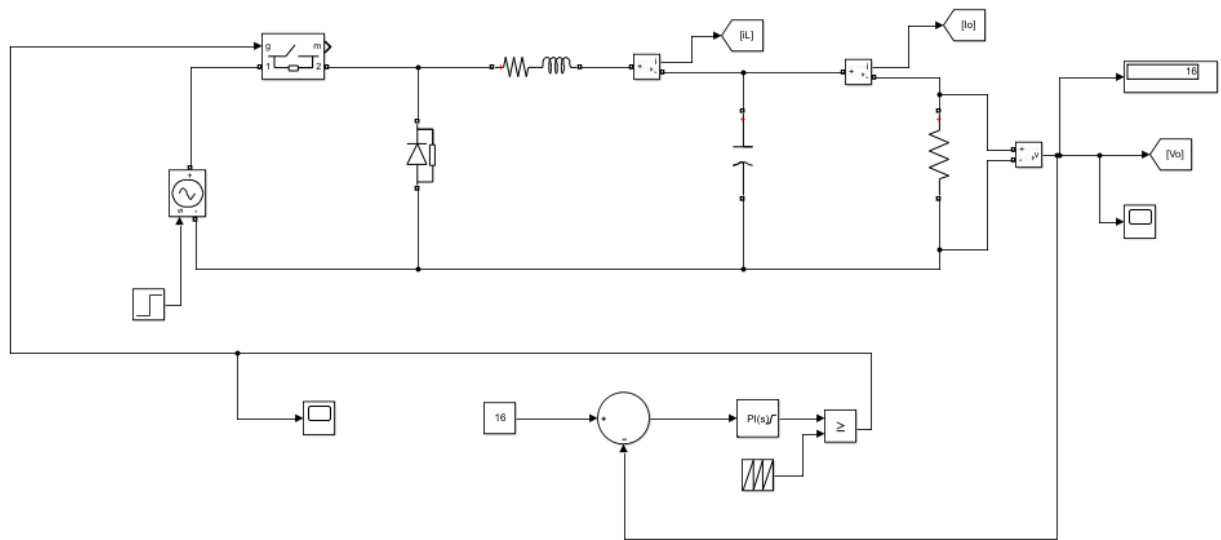 g
m
1
2
+
i
-
[iL]
+
i
-
[Io]
16
+
-
v
[Vo]
+
s
-
16
+
-
PI(s)
≥